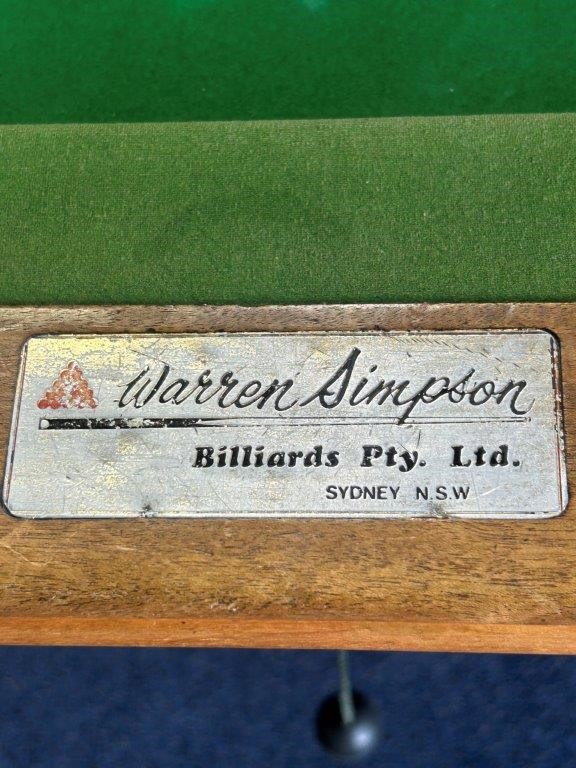 Warren Simpson
Billiards Pty. Ltd.
SYDNEY N.S.W